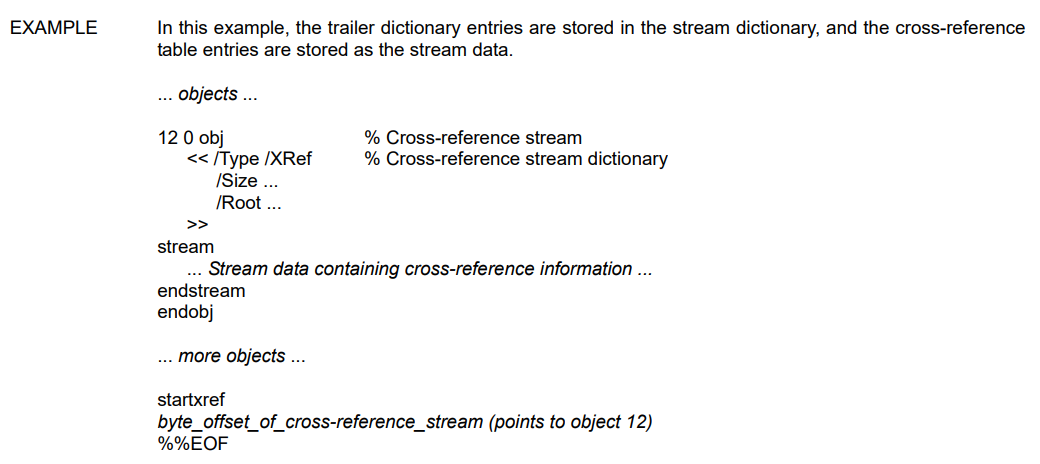 EXAMPLE In this example, the trailer dictionary entries are stored in the stream dictionary, and the cross-reference
table entries are stored as the stream data.
... objects ...
12 0 obj % Cross-reference stream
<< /Type /XRef % Cross-reference stream dictionary
/Size ...
/Root ...
>>
stream
... Stream data containing cross-reference information ...
endstream
endobj
... more objects ...
startxref
byte_offset_of_cross-reference_stream (points to object 12)
%%EOF